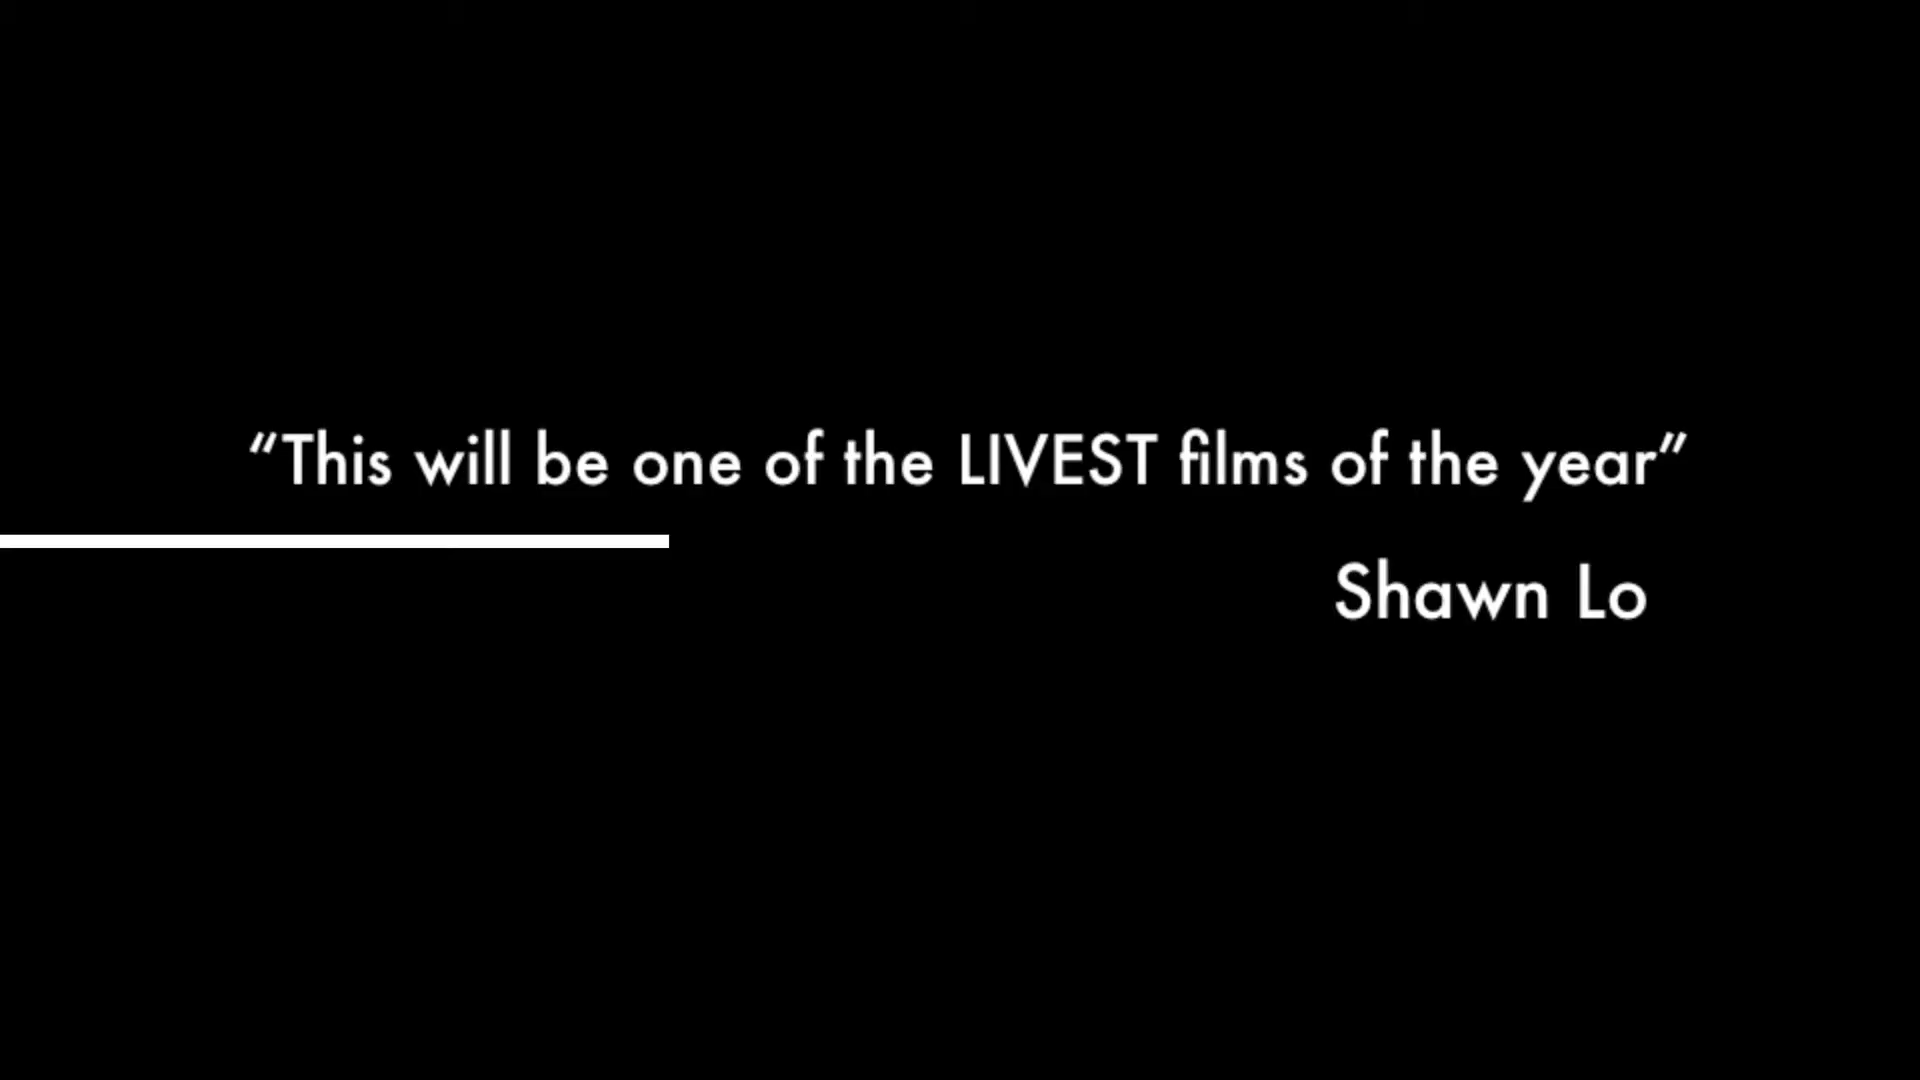 “This will be one of the LIVEST films of the year”
Shawn Lo